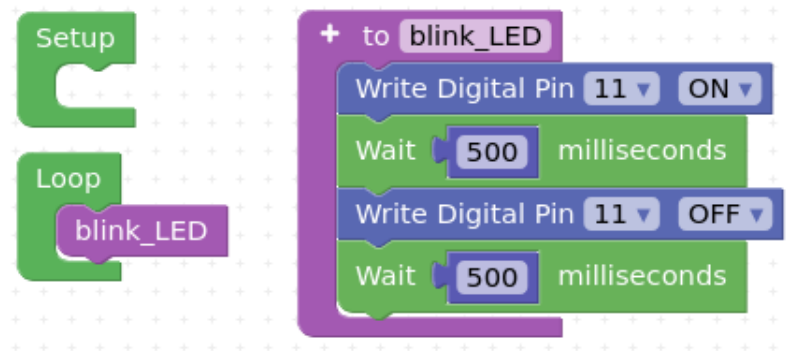 Setup
Loop
blink_LED
+ to blink_LED
Write Digital Pin 11 ON
Wait 500 milliseconds
Write Digital Pin 11 OFF
Wait 500 milliseconds